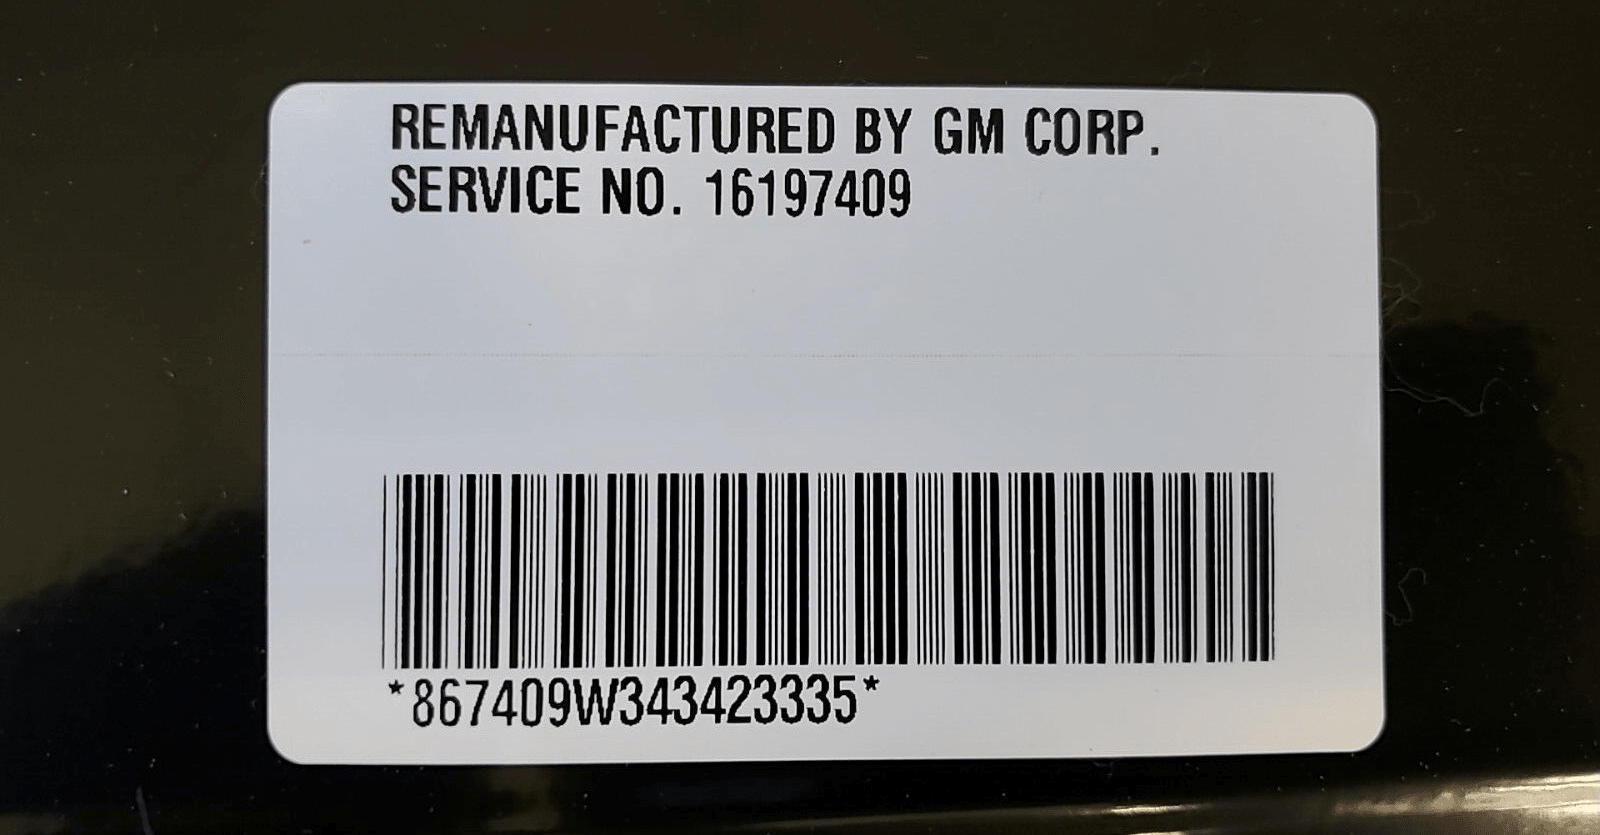 REMANUFACTURED BY GM CORP.
SERVICE NO. 16197409
*867409W343423335*